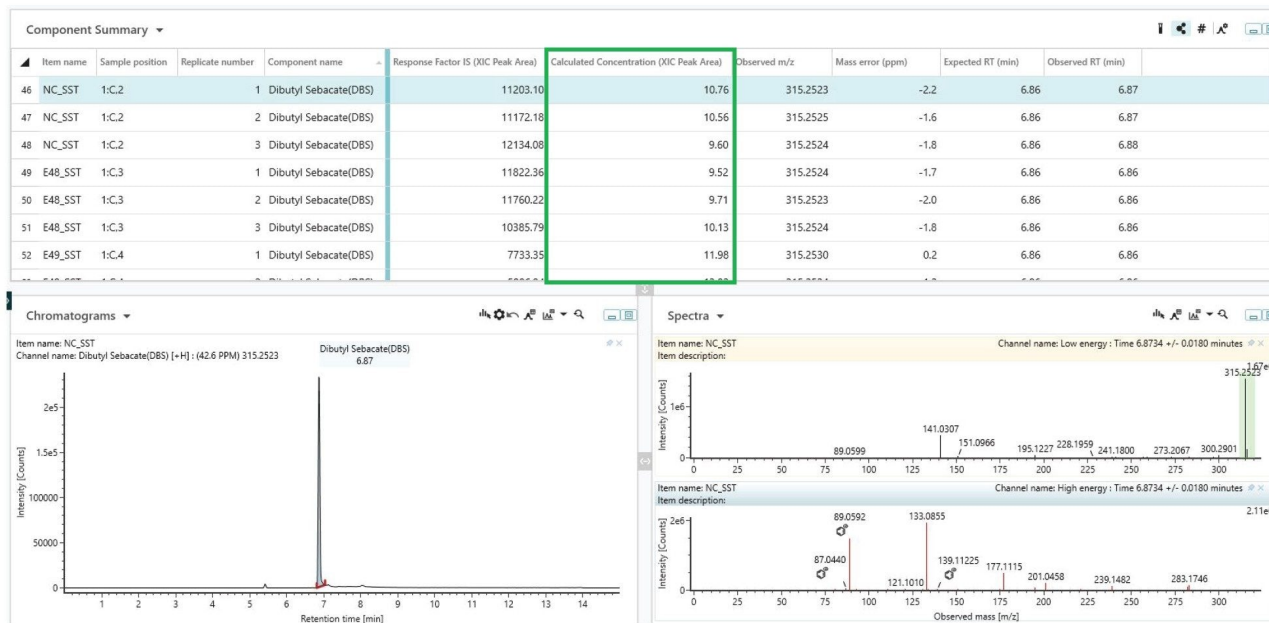 Component Summary
Item name Sample position Replicate number Component name Response Factor IS (XIC Peak Area) Calculated Concentration (XIC Peak Area) Observed m/z Mass error (ppm) Expected RT (min) Observed RT (min)
46 NC_SST 1:C,2 1 Dibutyl Sebacate(DBS) 11203.10 10.76 315.2523 -2.2 6.86 6.87
47 NC_SST 1:C,2 2 Dibutyl Sebacate(DBS) 11172.18 10.56 315.2525 -1.6 6.86 6.87
48 NC_SST 1:C,2 3 Dibutyl Sebacate(DBS) 12134.08 9.60 315.2524 -1.8 6.86 6.88
49 E48_SST 1:C,3 1 Dibutyl Sebacate(DBS) 11822.36 9.52 315.2524 -1.7 6.86 6.86
50 E48_SST 1:C,3 2 Dibutyl Sebacate(DBS) 11760.22 9.71 315.2523 -2.0 6.86 6.86
51 E48_SST 1:C,3 3 Dibutyl Sebacate(DBS) 10385.79 10.13 315.2524 -1.8 6.86 6.86
52 E49_SST 1:C,4 1 Dibutyl Sebacate(DBS) 7733.35 11.98 315.2530 0.2 6.86 6.86
Chromatograms
Item name: NC_SST
Channel name: Dibutyl Sebacate(DBS) [+H] : (42.6 PPM) 315.2523
Dibutyl Sebacate(DBS)
6.87
2e5
1.5e5
100000
50000
0
Intensity [Counts]
1 2 3 4 5 6 7 8 9 10 11 12 13 14
Retention time [min]
Spectra
Item name: NC_SST Channel name: Low energy : Time 6.8734 +/- 0.0180 minutes
Item description:
1.67e
315.2523
1e6
0
Intensity [Counts]
89.0599 141.0307 151.0966 195.1227 228.1959 241.1800 273.2067 300.2901
0 25 50 75 100 125 150 175 200 225 250 275 300
Item name: NC_SST Channel name: High energy : Time 6.8734 +/- 0.0180 minutes
Item description:
2.11e
2e6
0
Intensity [Counts]
87.0440 89.0592 121.1010 133.0855 139.11225 177.1115 201.0458 239.1482 283.1746
0 25 50 75 100 125 150 175 200 225 250 275 300
Observed mass [m/z]